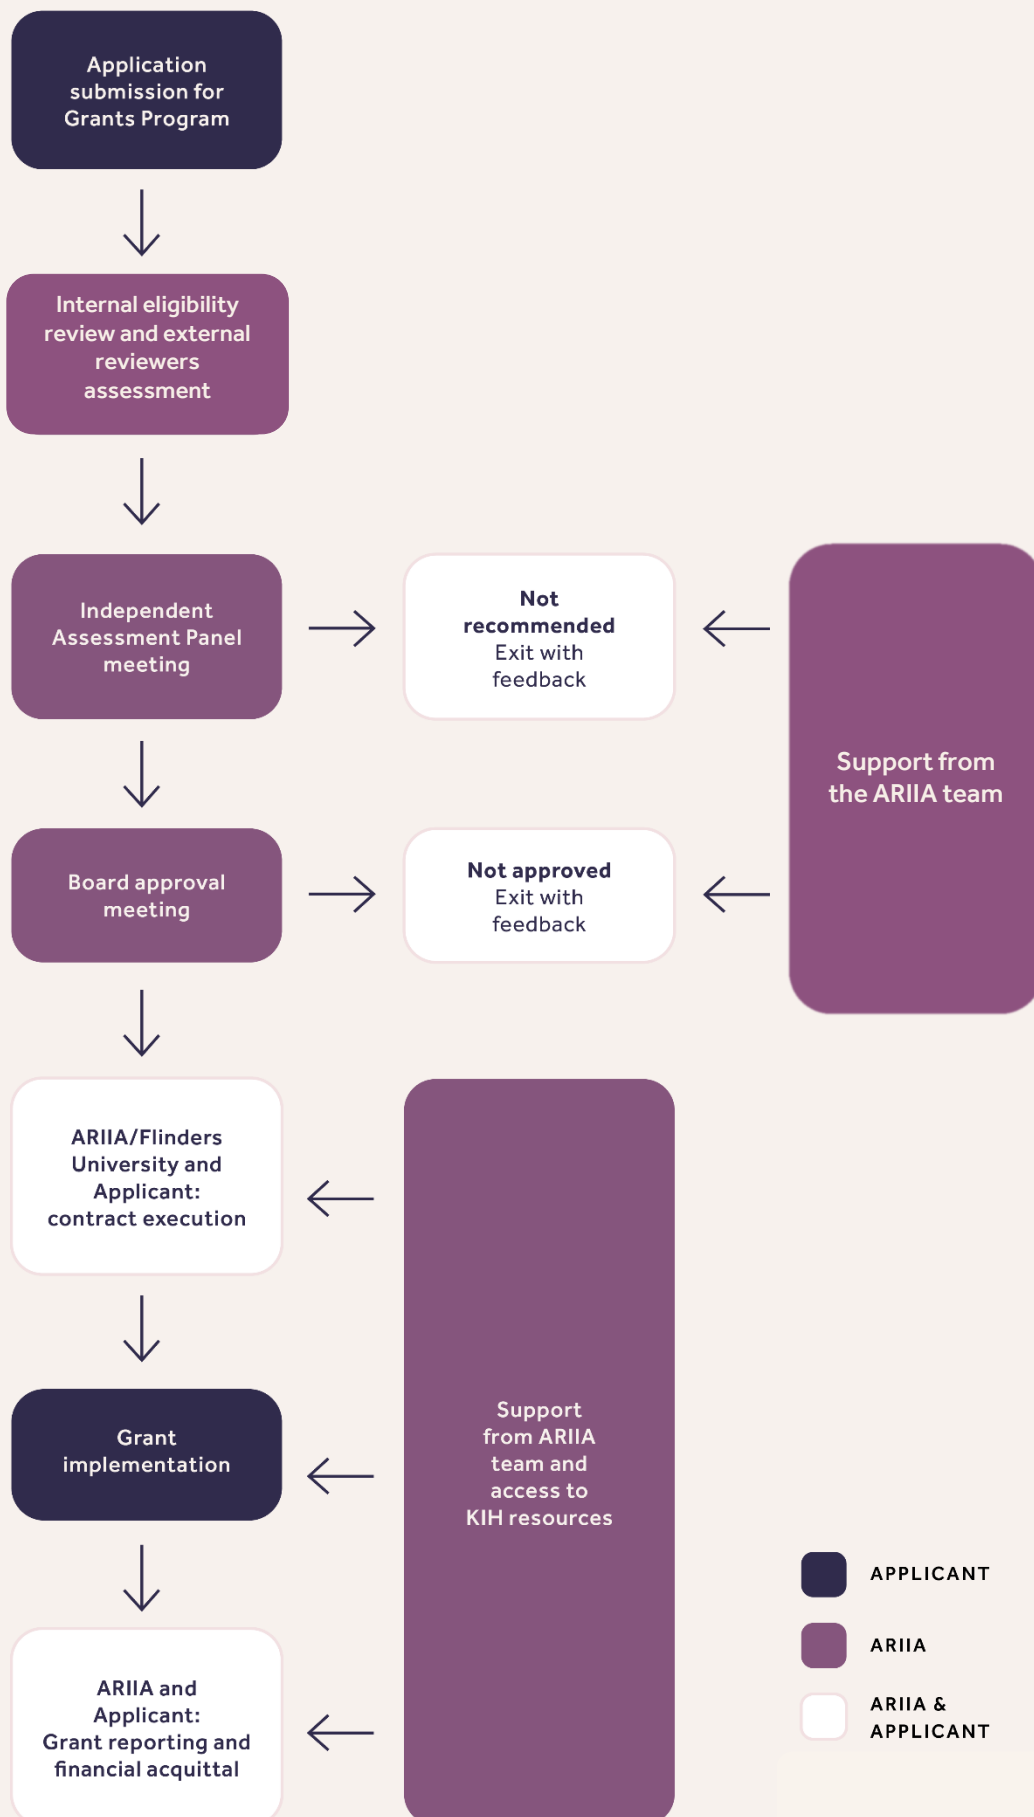 Application
submission for
Grants Program
Internal eligibility
review and external
reviewers
assessment
Independent
Assessment Panel
meeting
Not
recommended
Exit with
feedback
Support from
the ARIIA team
Board approval
meeting
Not approved
Exit with
feedback
ARIIA/Flinders
University and
Applicant:
contract execution
Grant
implementation
Support
from ARIIA
team and
access to
KIH resources
ARIIA and
Applicant:
Grant reporting and
financial acquittal
APPLICANT
ARIIA
ARIIA &
APPLICANT